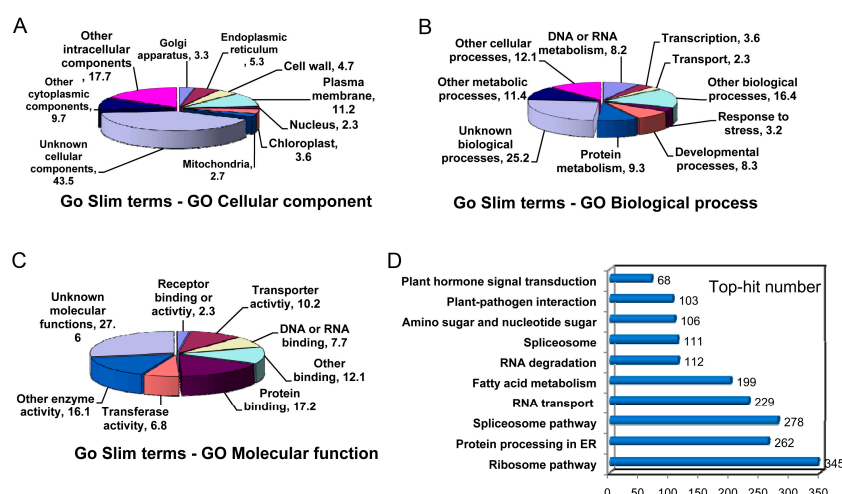 A
Other
intracellular
components
, 17.7
Golgi
apparatus, 3.3
Endoplasmic
reticulum
, 5.3
Cell wall, 4.7
Plasma
membrane,
11.2
Nucleus, 2.3
Chloroplast,
3.6
Mitochondria,
2.7
Unknown
cellular
components,
43.5
Other
cytoplasmic
components,
9.7
Go Slim terms - GO Cellular component
B
Other cellular
processes, 12.1
DNA or RNA
metabolism, 8.2
Transcription, 3.6
Transport, 2.3
Other biological
processes, 16.4
Response to
stress, 3.2
Developmental
processes, 8.3
Protein
metabolism, 9.3
Unknown
biological
processes, 25.2
Other metabolic
processes, 11.4
Go Slim terms - GO Biological process
C
Unknown
molecular
functions, 27.
6
Receptor
binding or
activtiy, 2.3
Transporter
activtiy, 10.2
DNA or RNA
binding, 7.7
Other
binding, 12.1
Protein
binding, 17.2
Transferase
activity, 6.8
Other enzyme
activity, 16.1
Go Slim terms - GO Molecular function
D
Top-hit number
Plant hormone signal transduction 68
Plant-pathogen interaction 103
Amino sugar and nucleotide sugar 106
Spliceosome 111
RNA degradation 112
Fatty acid metabolism 199
RNA transport 229
Spliceosome pathway 278
Protein processing in ER 262
Ribosome pathway 345
0 50 100 150 200 250 300 350